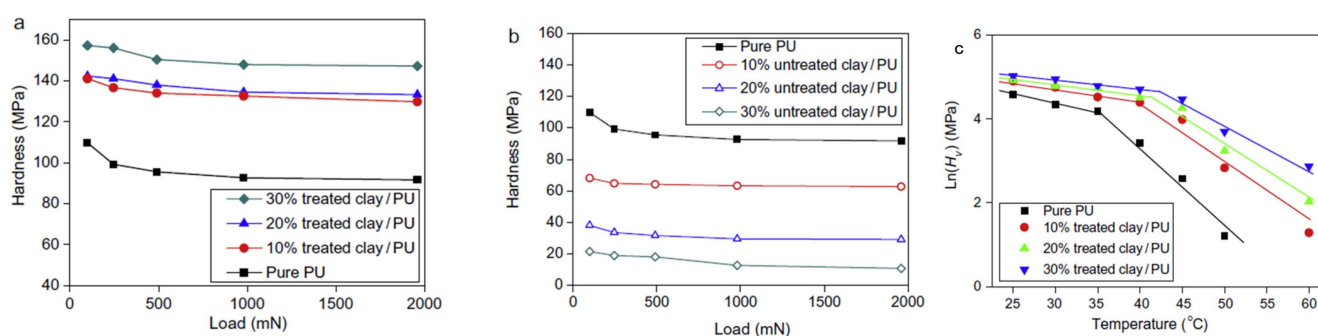 a
Hardness (MPa)
160
140
120
100
80
60
40
30% treated clay/PU
20% treated clay/PU
10% treated clay/PU
Pure PU
0 500 1000 1500 2000
Load (mN)
b
Hardness (MPa)
160
140
120
100
80
60
40
20
0
Pure PU
10% untreated clay/PU
20% untreated clay/PU
30% untreated clay/PU
0 500 1000 1500 2000
Load (mN)
c
Ln(Hv) (MPa)
6
4
2
0
Pure PU
10% treated clay/PU
20% treated clay/PU
30% treated clay/PU
25 30 35 40 45 50 55 60
Temperature (°C)